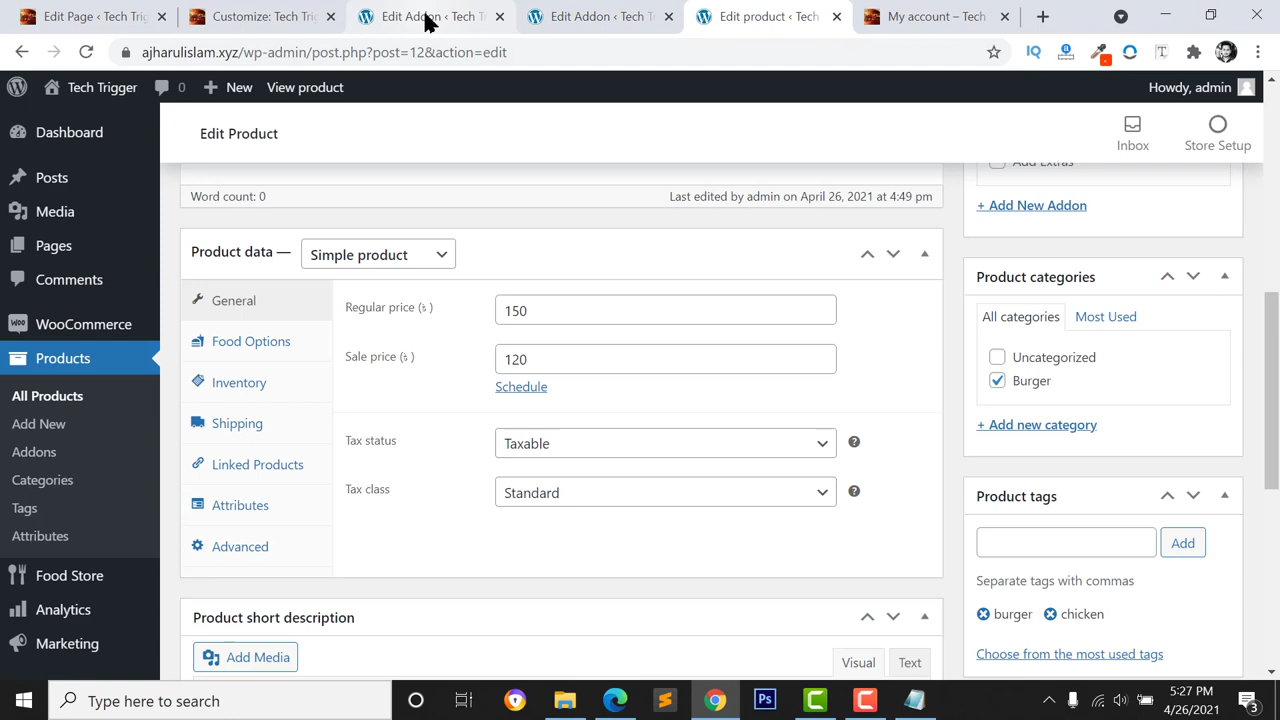 Edit Page ‹ Tech Trig
Customize: Tech Trig
Edit Addon ‹ Tech T
Edit Addon ‹ Tech T
Edit product ‹ Tech
My account – Tech
ajharulislam.xyz/wp-admin/post.php?post=12&action=edit
Tech Trigger
0
New
View product
Howdy, admin
Dashboard
Posts
Media
Pages
Comments
WooCommerce
Products
All Products
Add New
Addons
Categories
Tags
Attributes
Food Store
Analytics
Marketing
Edit Product
Inbox
Store Setup
Word count: 0
Last edited by admin on April 26, 2021 at 4:49 pm
Product data —
Simple product
General
Food Options
Inventory
Shipping
Linked Products
Attributes
Advanced
Regular price (৳ )
150
Sale price (৳ )
120
Schedule
Tax status
Taxable
Tax class
Standard
Product short description
Add Media
Visual
Text
Add Extras
+ Add New Addon
Product categories
All categories
Most Used
Uncategorized
Burger
+ Add new category
Product tags
Add
Separate tags with commas
burger
chicken
Choose from the most used tags
Type here to search
5:27 PM
4/26/2021
3